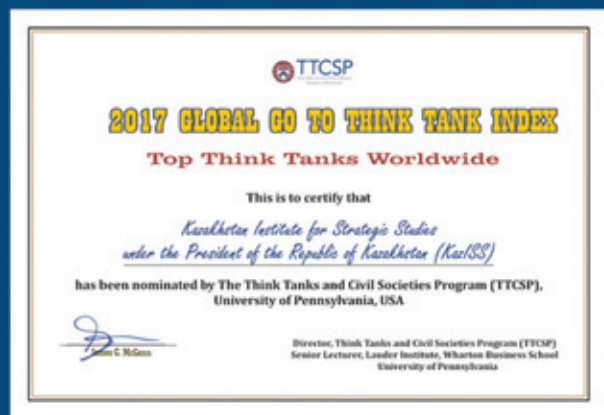 TTCSP
2017 GLOBAL GO TO THINK TANK INDEX
Top Think Tanks Worldwide
This is to certify that
Kazakhstan Institute for Strategic Studies
under the President of the Republic of Kazakhstan (KazISS)
has been nominated by The Think Tanks and Civil Societies Program (TTCSP),
University of Pennsylvania, USA
G. McGann
Director, Think Tanks and Civil Societies Program (TTCSP)
Senior Lecturer, Lauder Institute, Wharton Business School
University of Pennsylvania